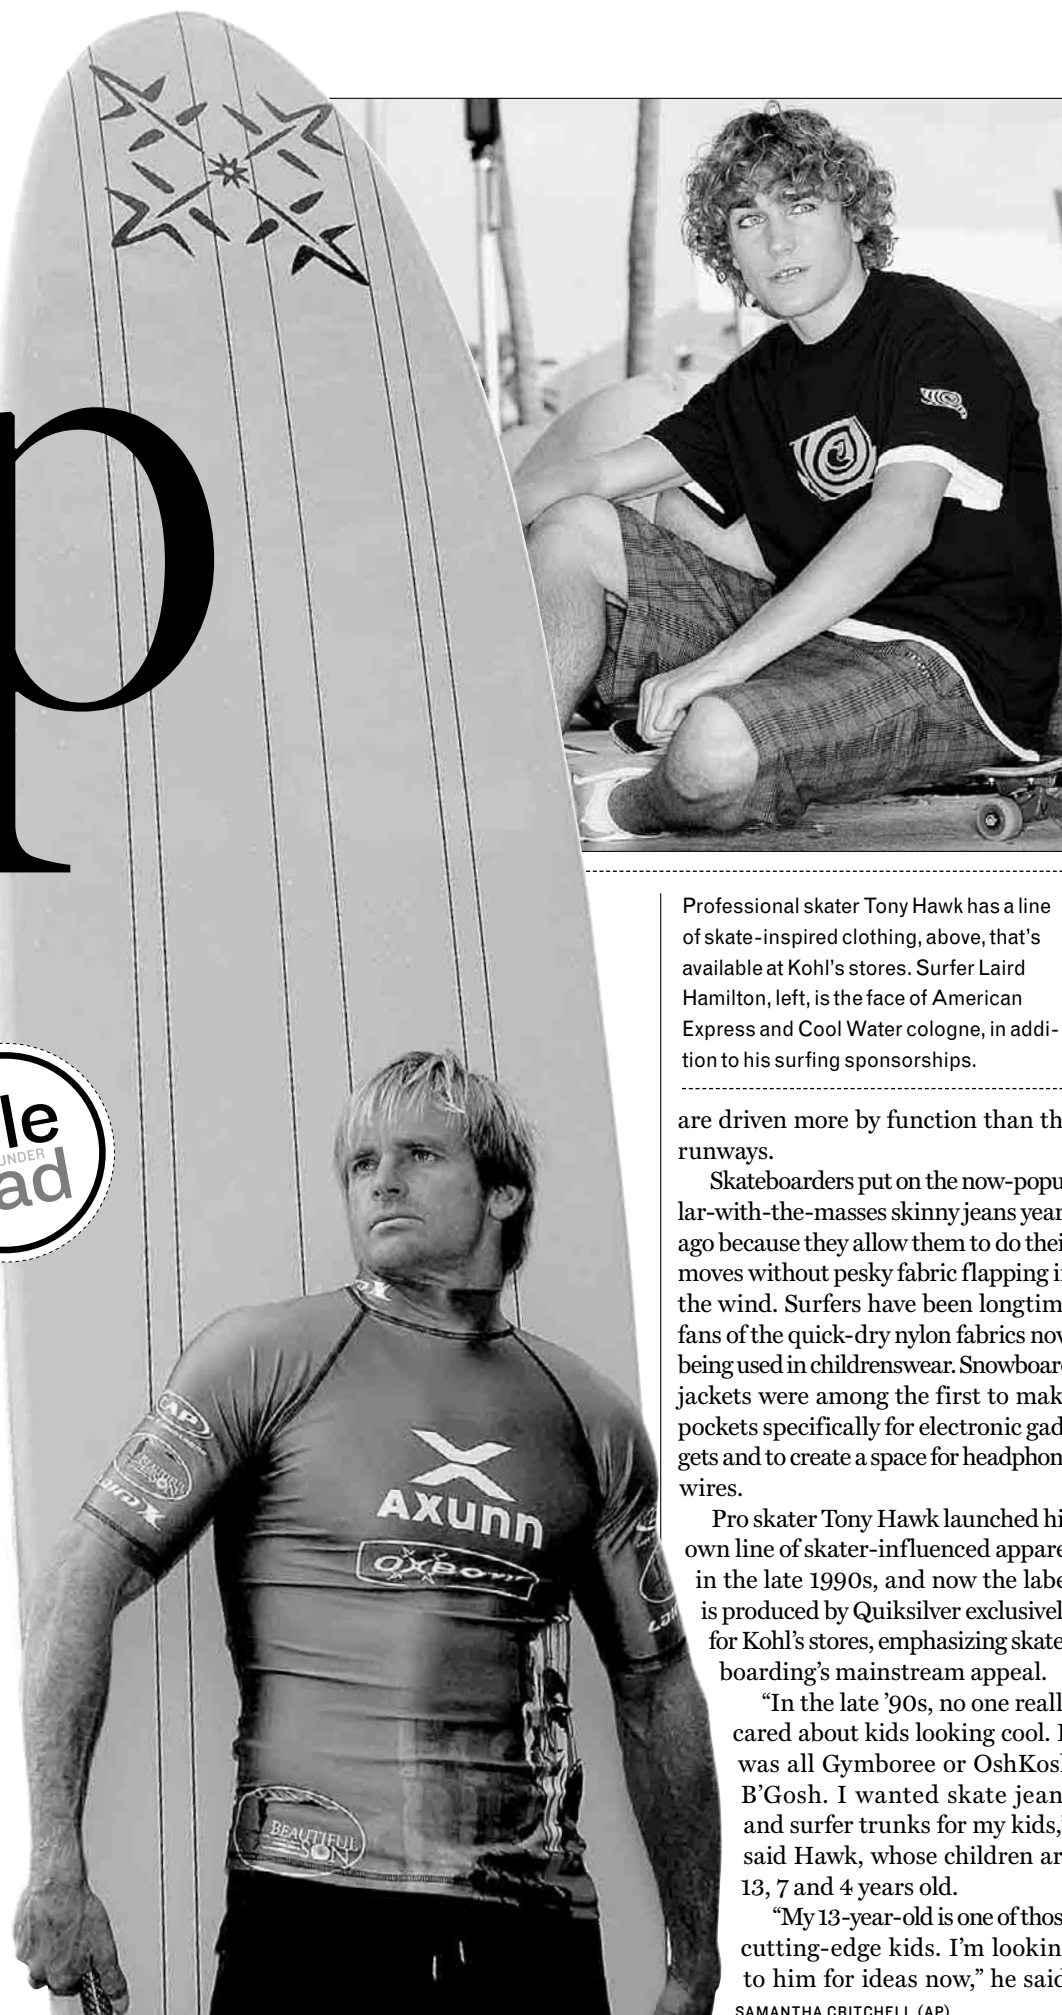 p
le
UNDER
ad
Professional skater Tony Hawk has a line
of skate-inspired clothing, above, that's
available at Kohl's stores. Surfer Laird
Hamilton, left, is the face of American
Express and Cool Water cologne, in addi-
tion to his surfing sponsorships.
are driven more by function than th
runways.
Skateboarders put on the now-popu
lar-with-the-masses skinny jeans year
ago because they allow them to do thei
moves without pesky fabric flapping i
the wind. Surfers have been longtim
fans of the quick-dry nylon fabrics nov
being used in childrenswear. Snowboar
jackets were among the first to mak
pockets specifically for electronic gad
gets and to create a space for headphon
wires.
Pro skater Tony Hawk launched hi
own line of skater-influenced appare
in the late 1990s, and now the labe
is produced by Quiksilver exclusivel
for Kohl's stores, emphasizing skate
boarding's mainstream appeal.
“In the late ’90s, no one reall
cared about kids looking cool. I
was all Gymboree or OshKos
B’Gosh. I wanted skate jean
and surfer trunks for my kids,”
said Hawk, whose children ar
13, 7 and 4 years old.
“My 13-year-old is one of thos
cutting-edge kids. I’m lookin
to him for ideas now,” he said
SAMANTHA CRITCHELL (AP)
AP
BEAUTIFUL
SON
LairdX
AXUNN
OXBOW
Lai
BEAUTIFUL
SON